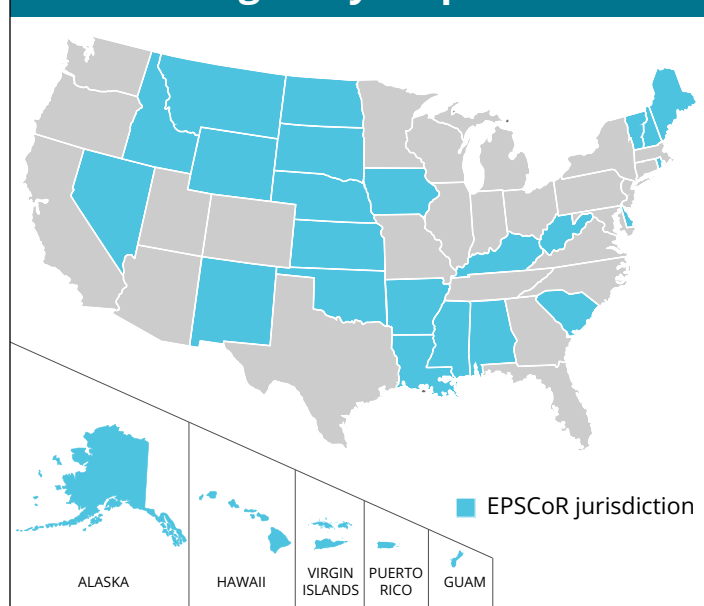 EPSCoR jurisdiction
ALASKA
HAWAII
VIRGIN
ISLANDS
PUERTO
RICO
GUAM